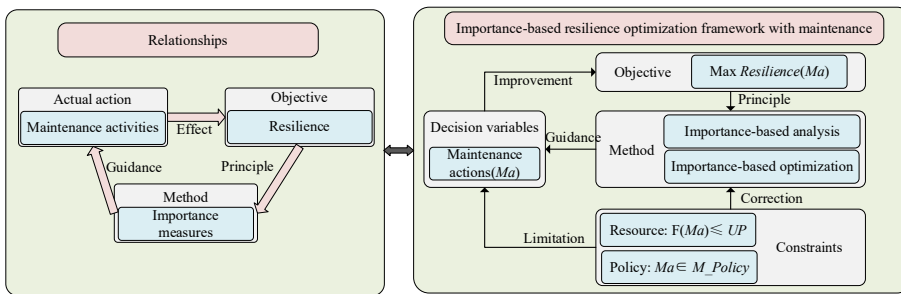 Relationships
Actual action
Maintenance activities
Effect
Objective
Resilience
Guidance
Principle
Method
Importance
measures
Importance-based resilience optimization framework with maintenance
Improvement
Objective
Max Resilience(Ma)
Principle
Decision variables
Maintenance
actions(Ma)
Guidance
Method
Importance-based analysis
Importance-based optimization
Correction
Limitation
Resource: F(Ma)⩽ UP
Policy: Ma∈ M_Policy
Constraints